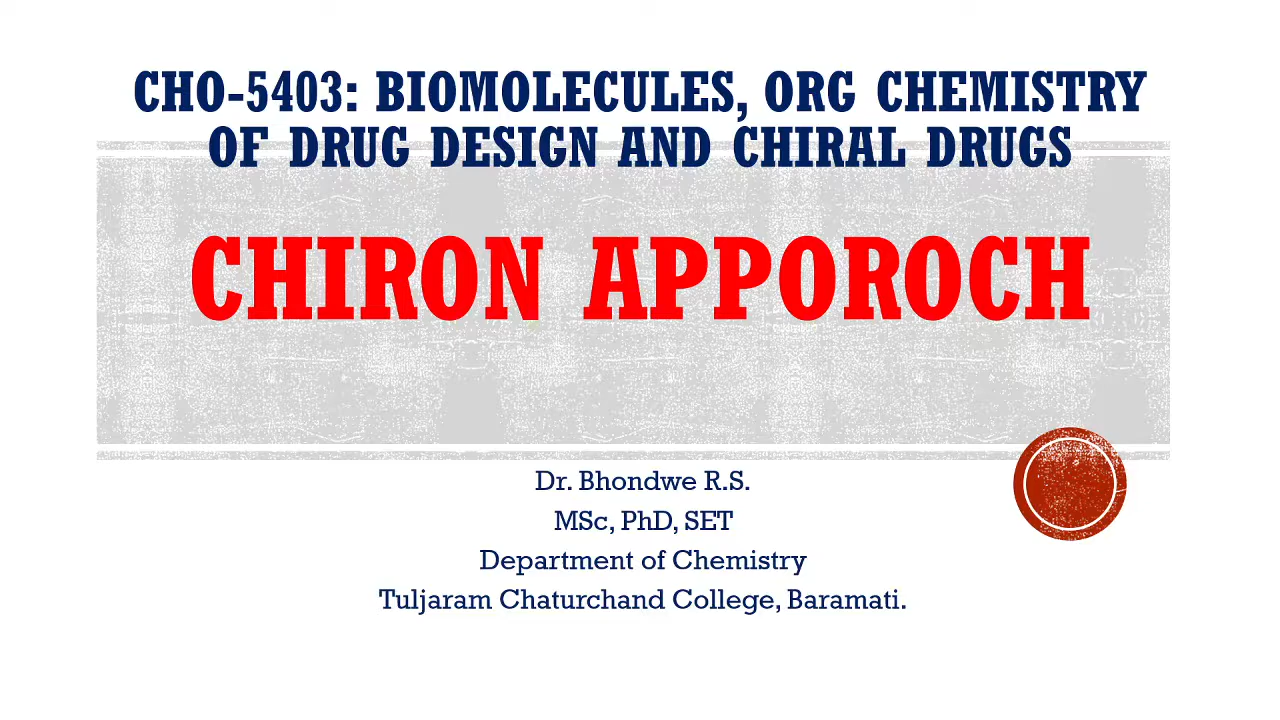 CHO-5403: BIOMOLECULES, ORG CHEMISTRY
OF DRUG DESIGN AND CHIRAL DRUGS
CHIRON APPOROCH
Dr. Bhondwe R.S.
MSc, PhD, SET
Department of Chemistry
Tuljaram Chaturchand College, Baramati.